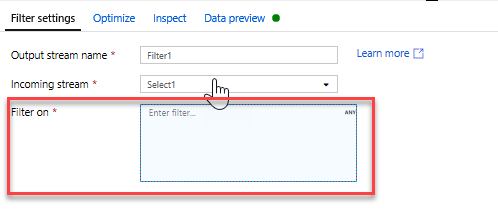 Filter settings Optimize Inspect Data preview
Output stream name * Filter1 Learn more
Incoming stream * Select1
Filter on * Enter filter... ANY